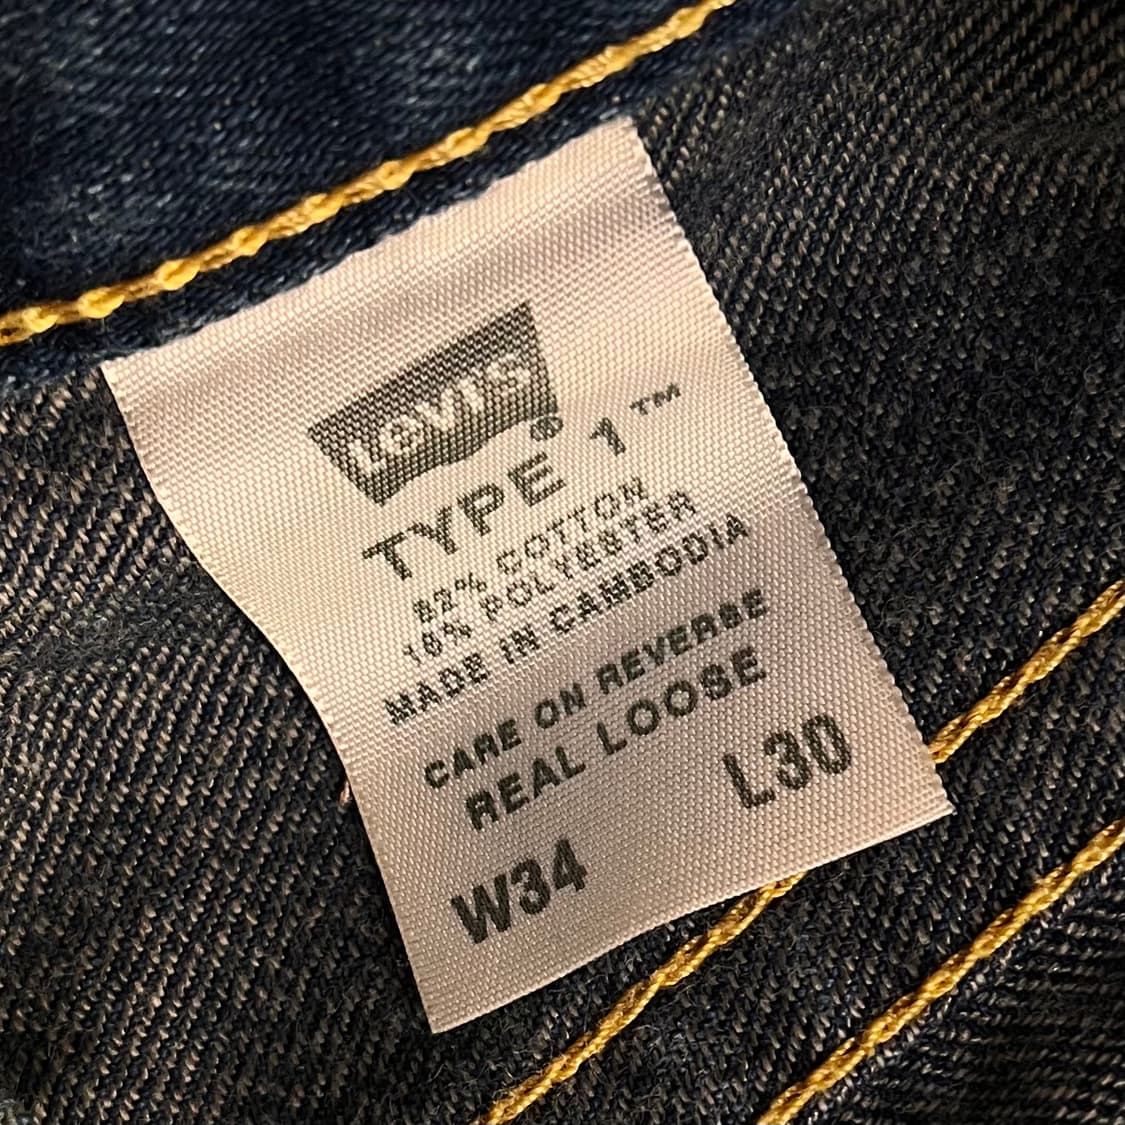 Levi's®
TYPE 1™
82% COTTON
18% POLYESTER
MADE IN CAMBODIA
CARE ON REVERSE
REAL LOOSE
W34 L30